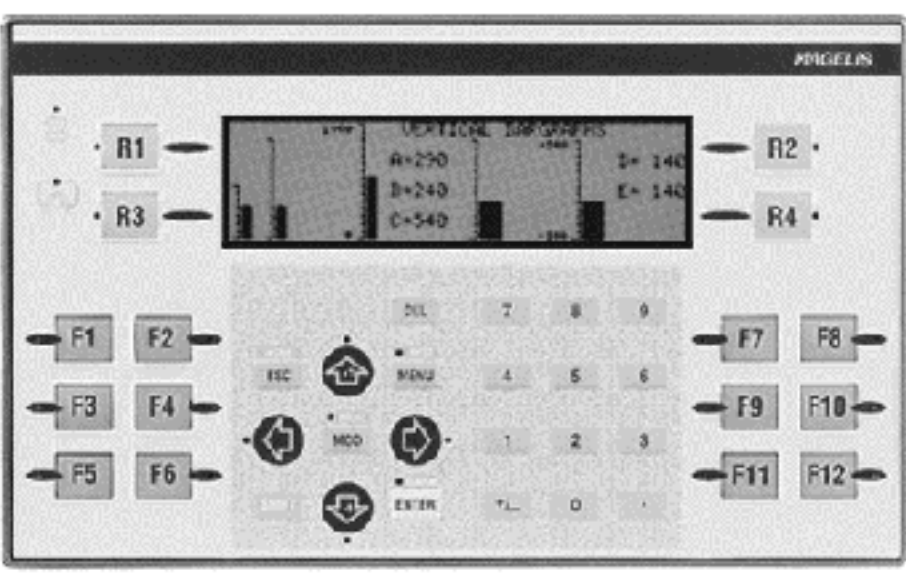 MAGELIS
VERTICAL BARGRAPHS
R1
A=290
D= 140
R2
B=240
E= 140
R3
C=540
R4
DEL 7 8 9
F1 F2
F7 F8
ESC MENU 4 5 6
F3 F4
MOD
1 2 3
F9 F10
F5 F6
ENTER
0
F11 F12